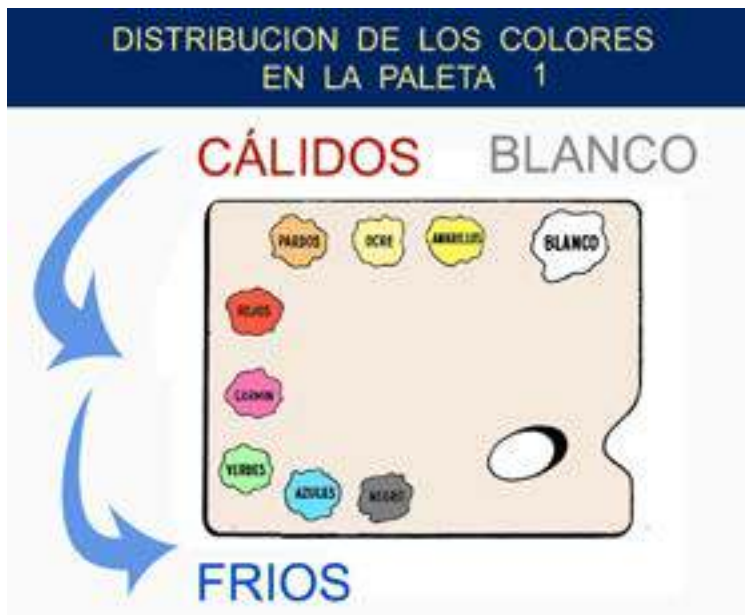 DISTRIBUCION DE LOS COLORES
EN LA PALETA 1
CÁLIDOS BLANCO
PARDOS OCRE AMARILLOS BLANCO
ROJOS
CARMIN
VERDES
AZULES NEGRO
FRIOS